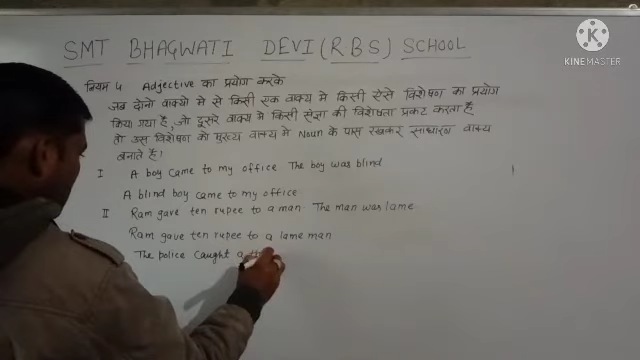 SMT BHAGWATI DEVI (RBS) SCHOOL
KINEMASTER
नियम 4 Adjective का प्रयोग करके
जब दोनो वाक्यो मे से किसी एक वाक्य मे किसी ऐसे विशेषण का प्रयोग
किया गया है, जो दूसरे वाक्य मे किसी संज्ञा की विशेषता प्रकट करता है
तो उस विशेषण को मुख्य वाक्य मे Noun के पास रखकर साधारण वाक्य
बनाते है।
I A boy came to my office The boy was blind
A blind boy came to my office
II Ram gave ten rupee to a man. The man was lame.
Ram gave ten rupee to a lame man
The police caught a